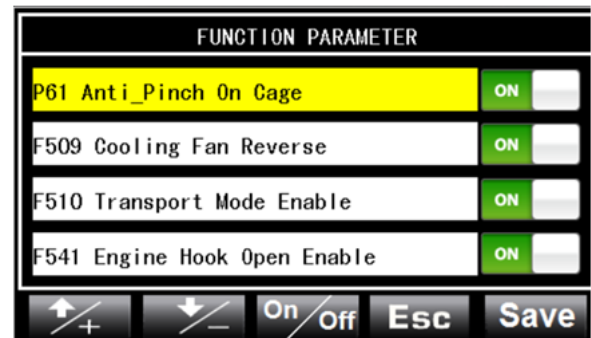 FUNCTION PARAMETER
P61 Anti_Pinch On Cage ON
F509 Cooling Fan Reverse ON
F510 Transport Mode Enable ON
F541 Engine Hook Open Enable ON
+ - On/Off Esc Save